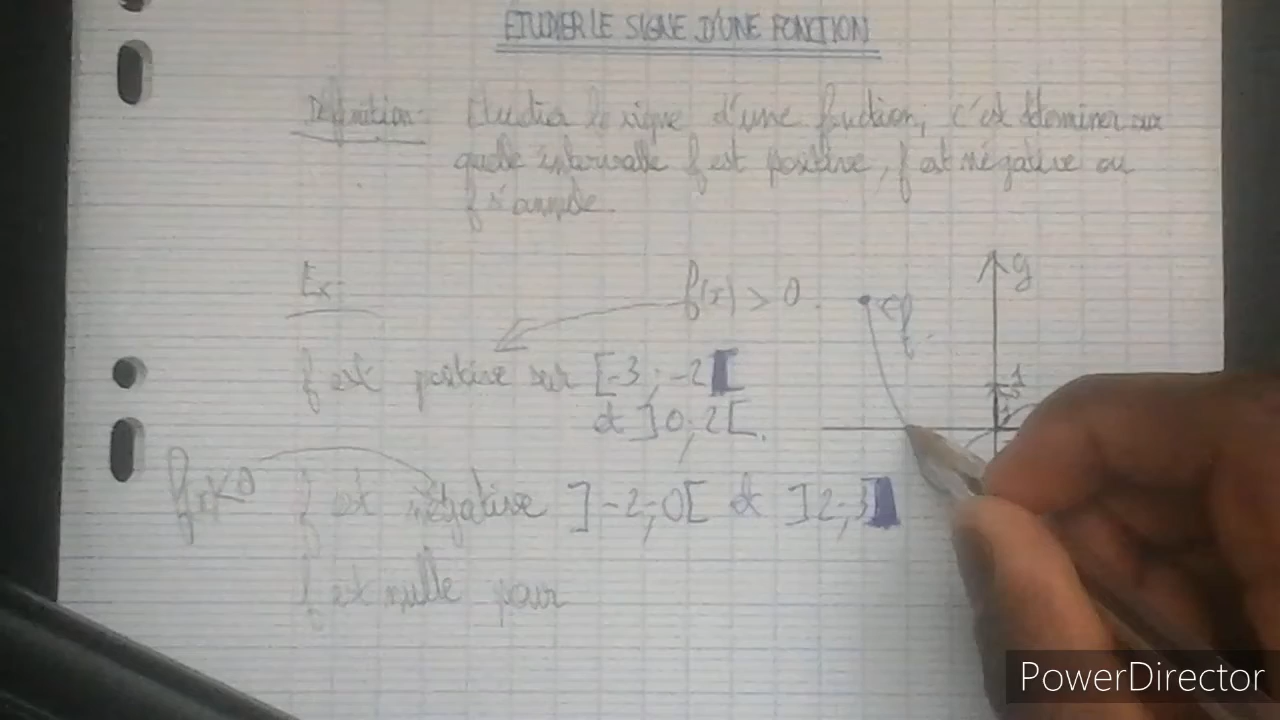 ETUDIER LE SIGNE D'UNE FONCTION
Définition: Etudier le signe d'une fonction, c'est déterminer sur
quelle intervalle f est positive, f est négative ou
f s'annule.
Ex:
f(x) > 0.
f est positive sur [-3; -2[
et ]0; 2[.
f(x)<0
f est négative ]-2; 0[ et ]2; 3]
f est nulle pour
y
Cf
1
PowerDirector